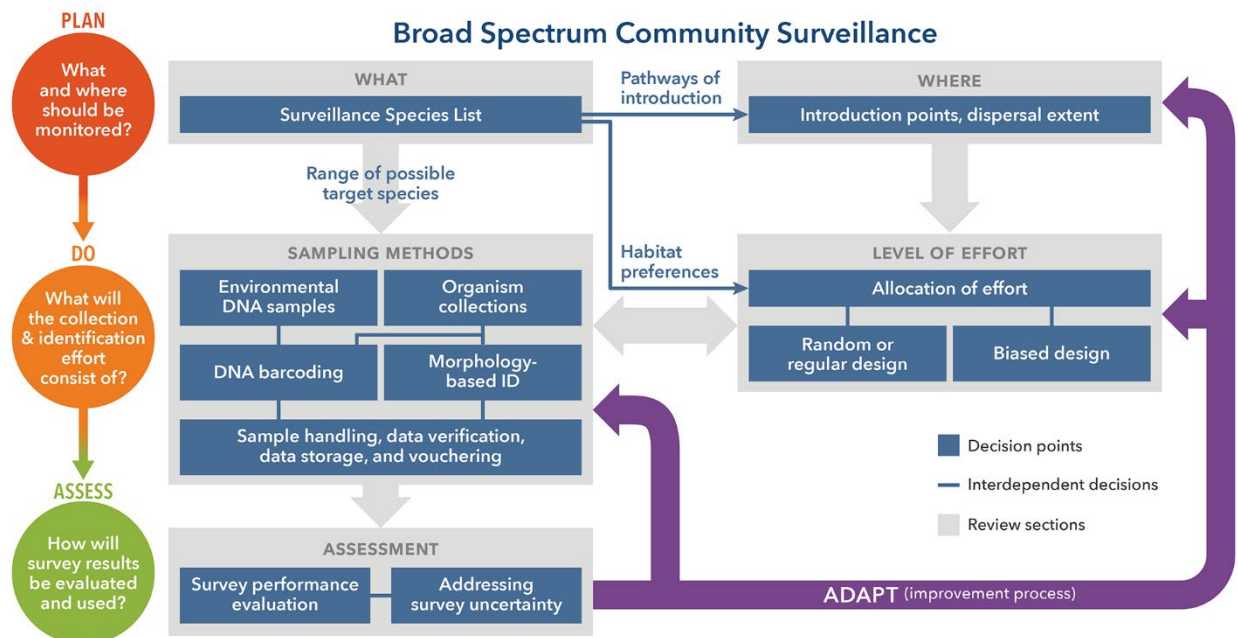 Broad Spectrum Community Surveillance
PLAN
What
and where
should be
monitored?
DO
What will
the collection
& identification
effort
consist of?
ASSESS
How will
survey results
be evaluated
and used?
WHAT
Surveillance Species List
Pathways of
introduction
WHERE
Introduction points, dispersal extent
Range of possible
target species
Habitat
preferences
SAMPLING METHODS
Environmental
DNA samples
Organism
collections
DNA barcoding
Morphology-
based ID
Sample handling, data verification,
data storage, and vouchering
LEVEL OF EFFORT
Allocation of effort
Random or
regular design
Biased design
Decision points
Interdependent decisions
Review sections
ASSESSMENT
Survey performance
evaluation
Addressing
survey uncertainty
ADAPT (improvement process)